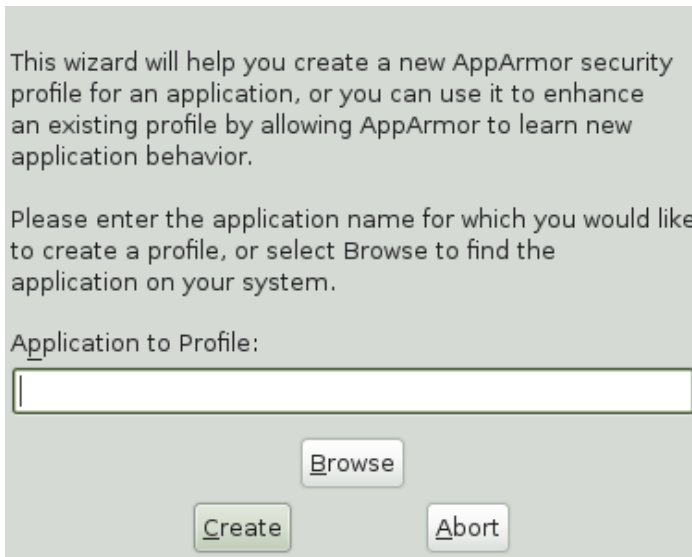 This wizard will help you create a new AppArmor security
profile for an application, or you can use it to enhance
an existing profile by allowing AppArmor to learn new
application behavior.
Please enter the application name for which you would like
to create a profile, or select Browse to find the
application on your system.
Application to Profile:
Browse
Create
Abort